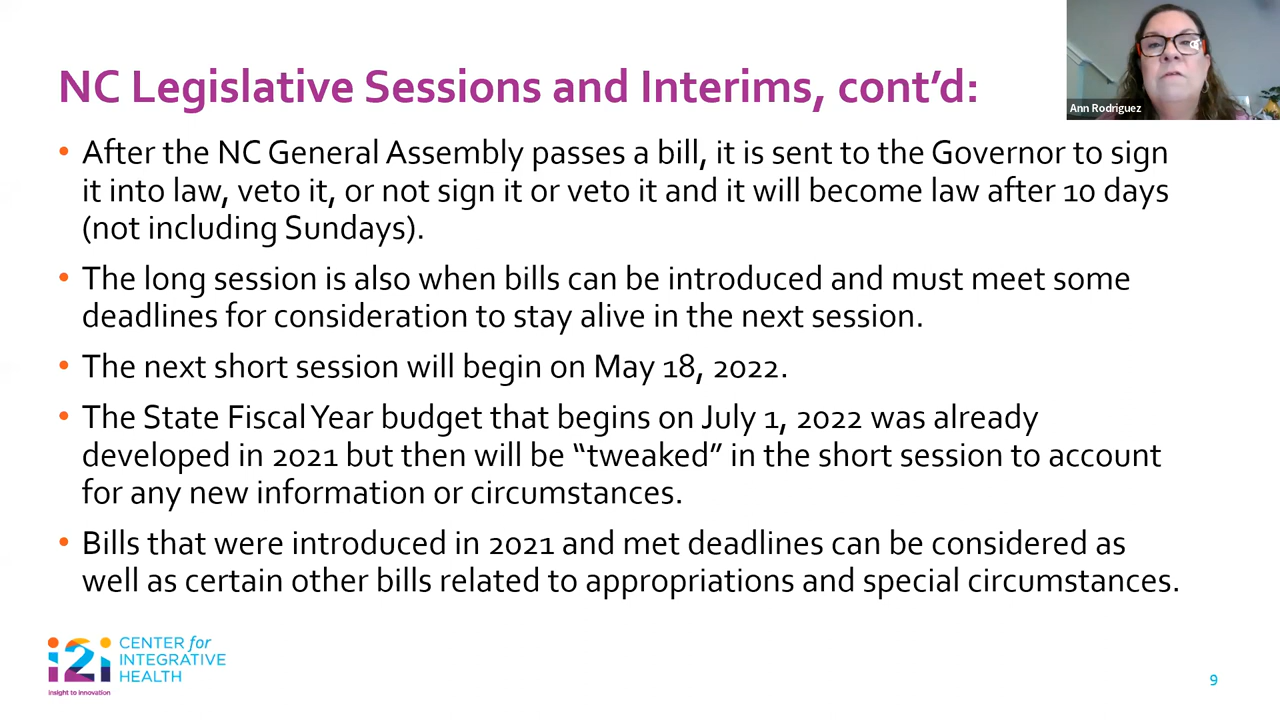 Ann Rodriguez
NC Legislative Sessions and Interims, cont’d:
• After the NC General Assembly passes a bill, it is sent to the Governor to sign
it into law, veto it, or not sign it or veto it and it will become law after 10 days
(not including Sundays).
• The long session is also when bills can be introduced and must meet some
deadlines for consideration to stay alive in the next session.
• The next short session will begin on May 18, 2022.
• The State Fiscal Year budget that begins on July 1, 2022 was already
developed in 2021 but then will be “tweaked” in the short session to account
for any new information or circumstances.
• Bills that were introduced in 2021 and met deadlines can be considered as
well as certain other bills related to appropriations and special circumstances.
i2i
Insight to Innovation
CENTER for
INTEGRATIVE
HEALTH
9